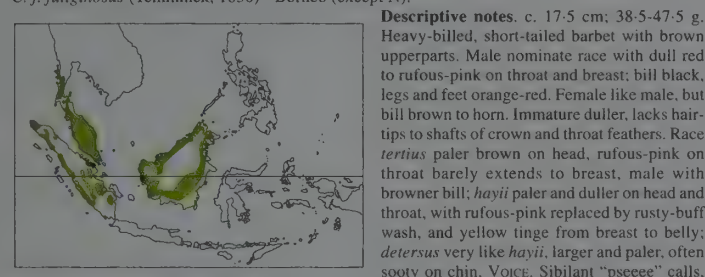 C. f. fuliginosus (Temminck, 1830) - Borneo (except N).
Descriptive notes. c. 17·5 cm; 38·5-47·5 g.
Heavy-billed, short-tailed barbet with brown
upperparts. Male nominate race with dull red
to rufous-pink on throat and breast; bill black,
legs and feet orange-red. Female like male, but
bill brown to horn. Immature duller, lacks hair-
tips to shafts of crown and throat feathers. Race
tertius paler brown on head, rufous-pink on
throat barely extends to breast, male with
browner bill; hayii paler and duller on head and
throat, with rufous-pink replaced by rusty-buff
wash, and yellow tinge from breast to belly;
detersus very like hayii, larger and paler, often
sooty on chin. VOICE. Sibilant “pseeee” calls,